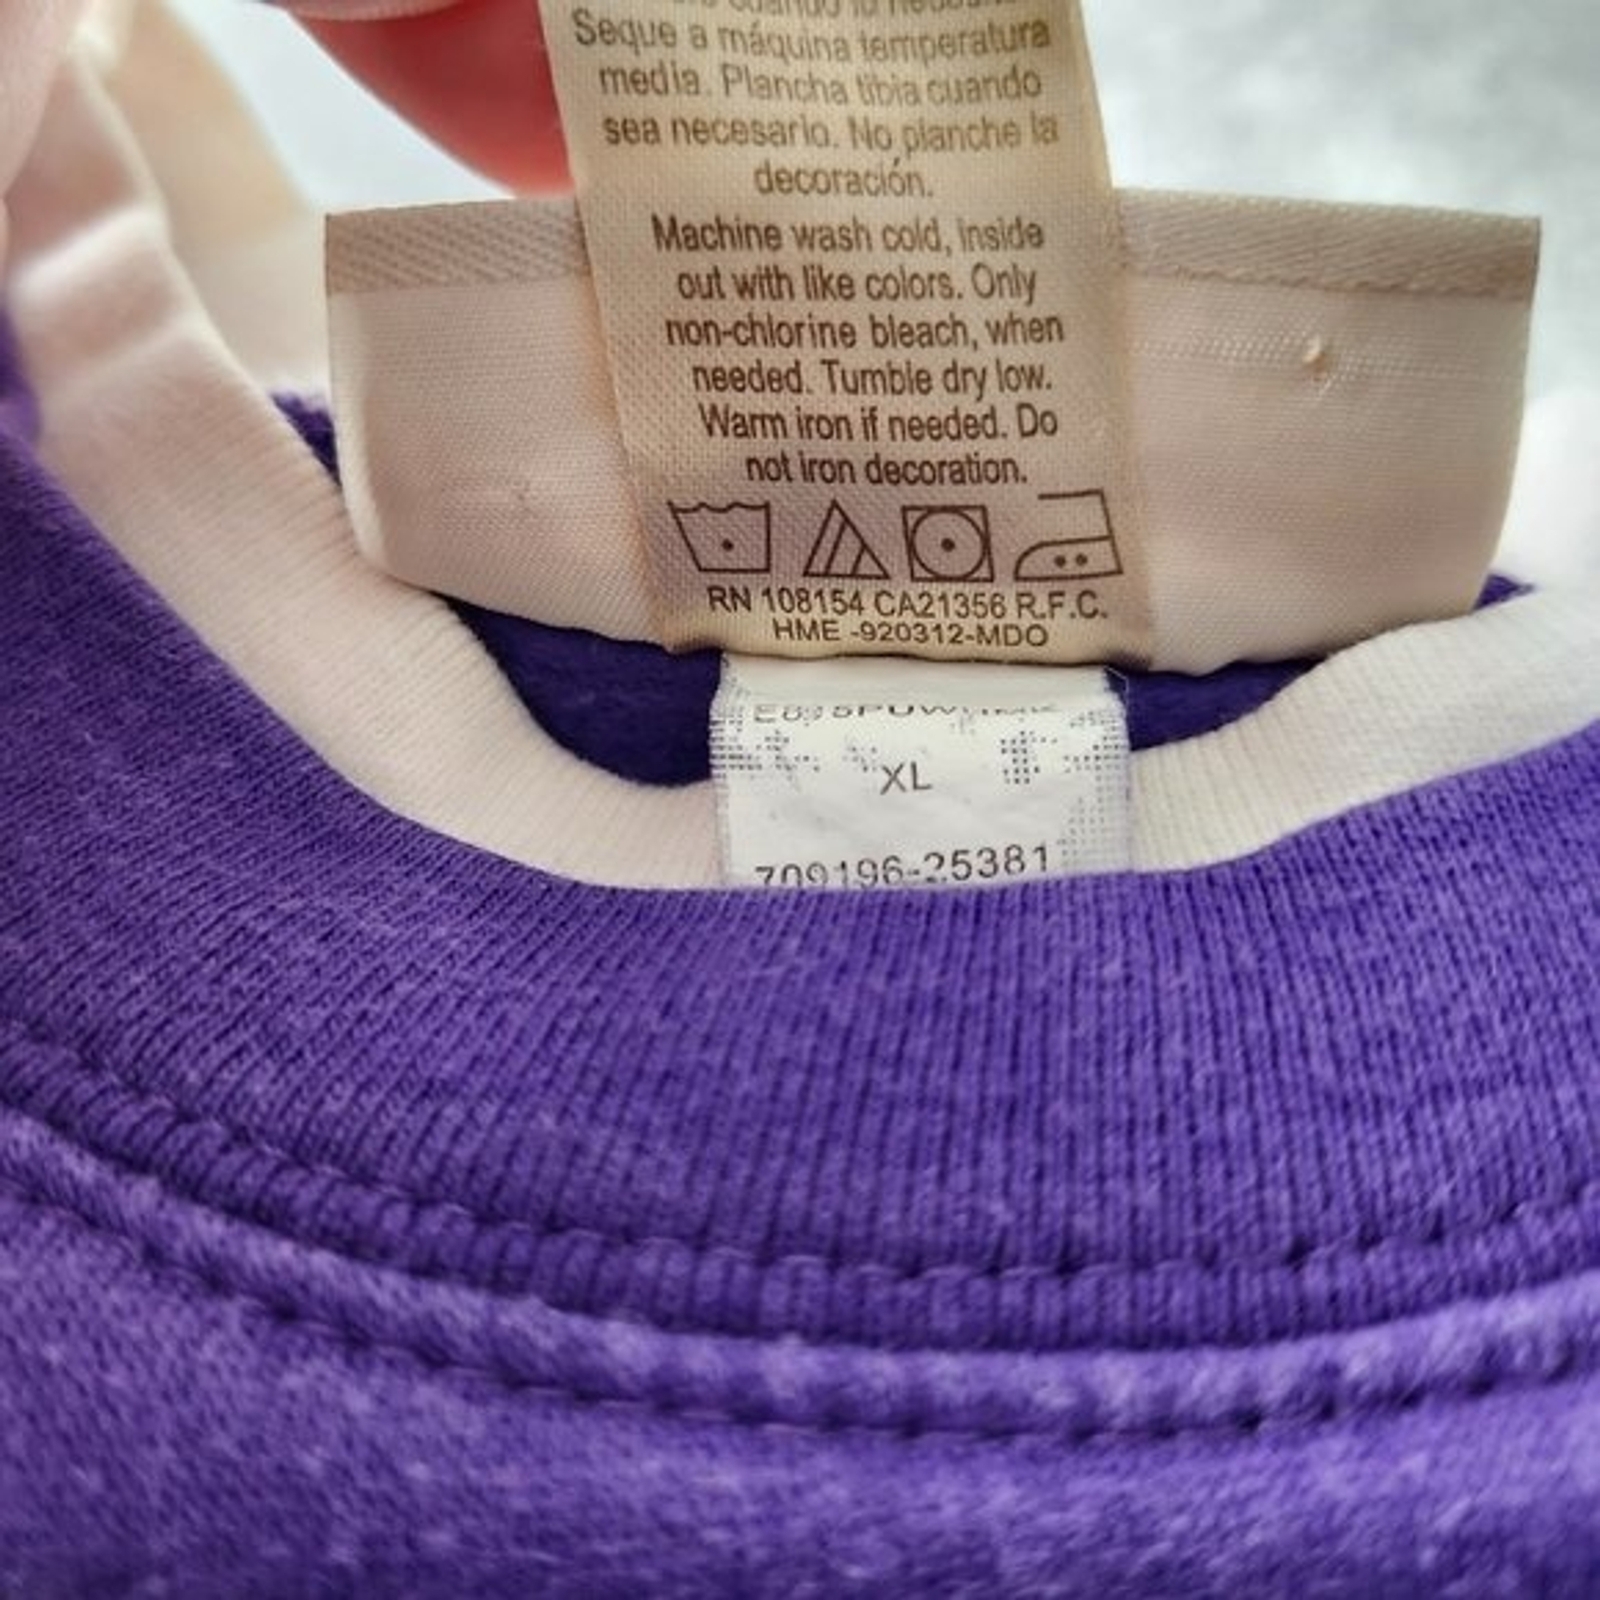 cuando lo
Seque a máquina temperatura
media. Plancha tibia cuando
sea necesario. No planche la
decoración.
Machine wash cold, inside
out with like colors. Only
non-chlorine bleach, when
needed. Tumble dry low.
Warm iron if needed. Do
not iron decoration.
RN 108154 CA21356 R.F.C.
HME -920312-MDO
XL
709196-25381